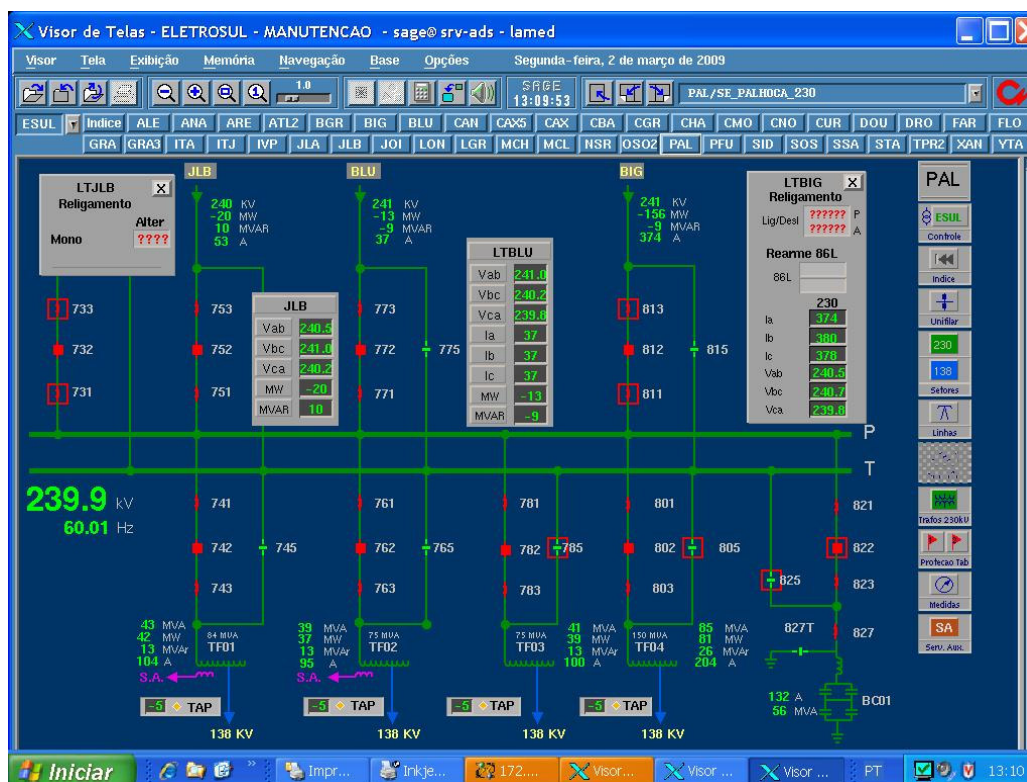 Visor de Telas - ELETROSUL - MANUTENCAO - sage@ srv-ads - lamed
Visor Tela Exibição Memória Navegação Base Opções Segunda-feira, 2 de março de 2009
1.0 SAGE 13:09:53 PAL/SE_PALHOCA_230
ESUL Indice ALE ANA ARE ATL2 BGR BIG BLU CAN CAX5 CAX CBA CGR CHA CMO CNO CUR DOU DRO FAR FLO
GRA GRA3 ITA ITJ IVP JLA JLB JOI LON LGR MCH MCL NSR OSO2 PAL PFU SID SOS SSA STA TPR2 XAN YTA
JLB BLU BIG
LTJLB X
Religamento
Alter
Mono ????
240 KV
-20 MW
10 MVAR
53 A
241 KV
-13 MW
-9 MVAR
37 A
241 KV
-156 MW
-9 MVAR
374 A
LTBLU
Vab 241.0
Vbc 240.2
Vca 239.8
Ia 37
Ib 37
Ic 37
MW -13
MVAR -9
LTBIG X
Religamento
Lig/Desl ?????? P
?????? A
Rearme 86L
86L
230
Ia 374
Ib 380
Ic 378
Vab 240.5
Vbc 240.7
Vca 239.8
JLB
Vab 240.5
Vbc 241.0
Vca 240.2
MW -20
MVAR 10
733 753 773 813
732 752 772 775 812 815
731 751 771 811
P
T
239.9 kV
60.01 Hz
741 761 781 801 821
742 745 762 765 782 785 802 805 822
743 763 783 803 825 823
827T 827
43 MVA
42 MW
13 MVAr
104 A
84 MVA
TF01
39 MVA
37 MW
13 MVAr
95 A
75 MVA
TF02
75 MVA
TF03
41 MVA
39 MW
13 MVAr
100 A
150 MVA
TF04
85 MVA
81 MW
26 MVAr
204 A
S.A. S.A.
132 A
56 MVA
BC01
-5 TAP -5 TAP -5 TAP -5 TAP
138 KV 138 KV 138 KV 138 KV
PAL
ESUL
Controle
Indice
Unifilar
230
138
Setores
Linhas
Trafos 230kU
Profecao Tab
Medidas
SA
Serv. Aux.
Iniciar Impr... Inkje... 172.... Visor... Visor ... Visor ... PT 13:10